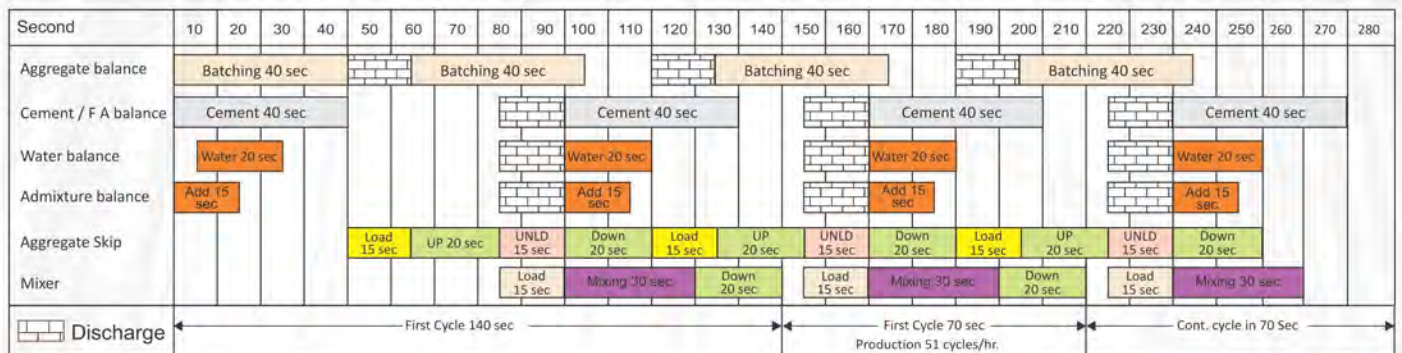 Second 10 20 30 40 50 60 70 80 90 100 110 120 130 140 150 160 170 180 190 200 210 220 230 250 260 270 280
Aggregate balance Batching 40 sec Batching 40 sec Batching 40 sec Batching 40 sec
Cement / F A balance Cement 40 sec Cement 40 sec Cement 40 sec Cement 40 sec
Water balance Water 20 sec Water 20 sec Water 20 sec Water 20 sec
Admixture balance Add 15 Add 15 Add 15 Add 15
sec sec sec sec
Aggregate Skip Load UP 20 sec UNLD Down Load UP UNLD Down Load UP UNLD Down
15 sec 15 sec 20 sec 15 sec 20 sec 15 sec 20 sec 15 sec 20 sec 15 sec 20 sec
Mixer Load Mixing 30 sec Down Load Mixing 30 sec Down Load Mixing 30 sec
15 sec 20 sec 15 sec 20 sec 15 sec
Discharge First Cycle 140 sec First Cycle 70 sec Cont. cycle in 70 Sec
Production 51 cycles/hr.